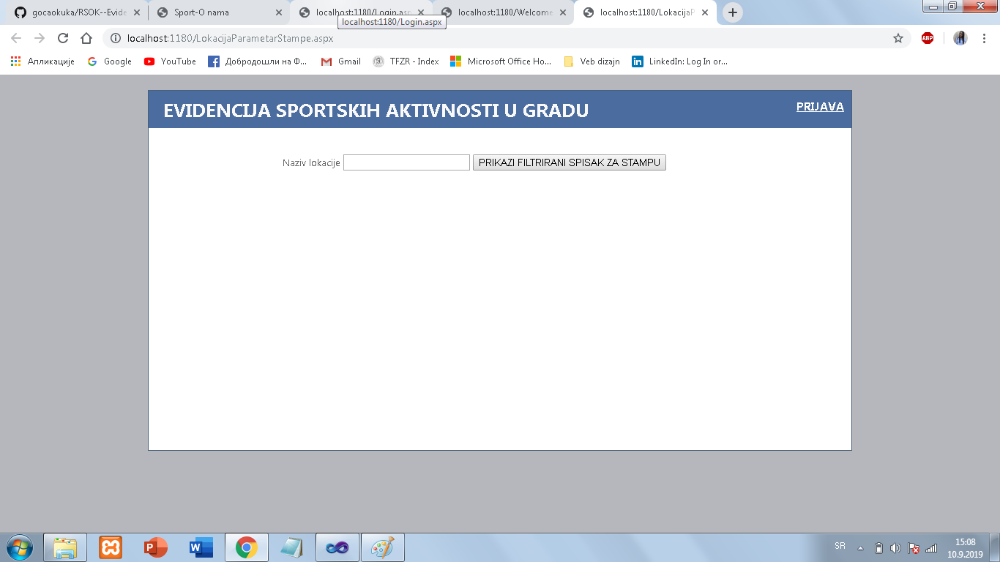 gocaokuka/RSOK--Evide
Sport-O nama
localhost:1180/Login.asp
localhost:1180/Welcome
localhost:1180/LokacijaP
localhost:1180/Login.aspx
localhost:1180/LokacijaParametarStampe.aspx
ABP
Апликације
Google
YouTube
Добродошли на Ф...
Gmail
TFZR - Index
Microsoft Office Ho...
Veb dizajn
LinkedIn: Log In or...
EVIDENCIJA SPORTSKIH AKTIVNOSTI U GRADU
PRIJAVA
Naziv lokacije
PRIKAZI FILTRIRANI SPISAK ZA STAMPU
SR
15:08
10.9.2019